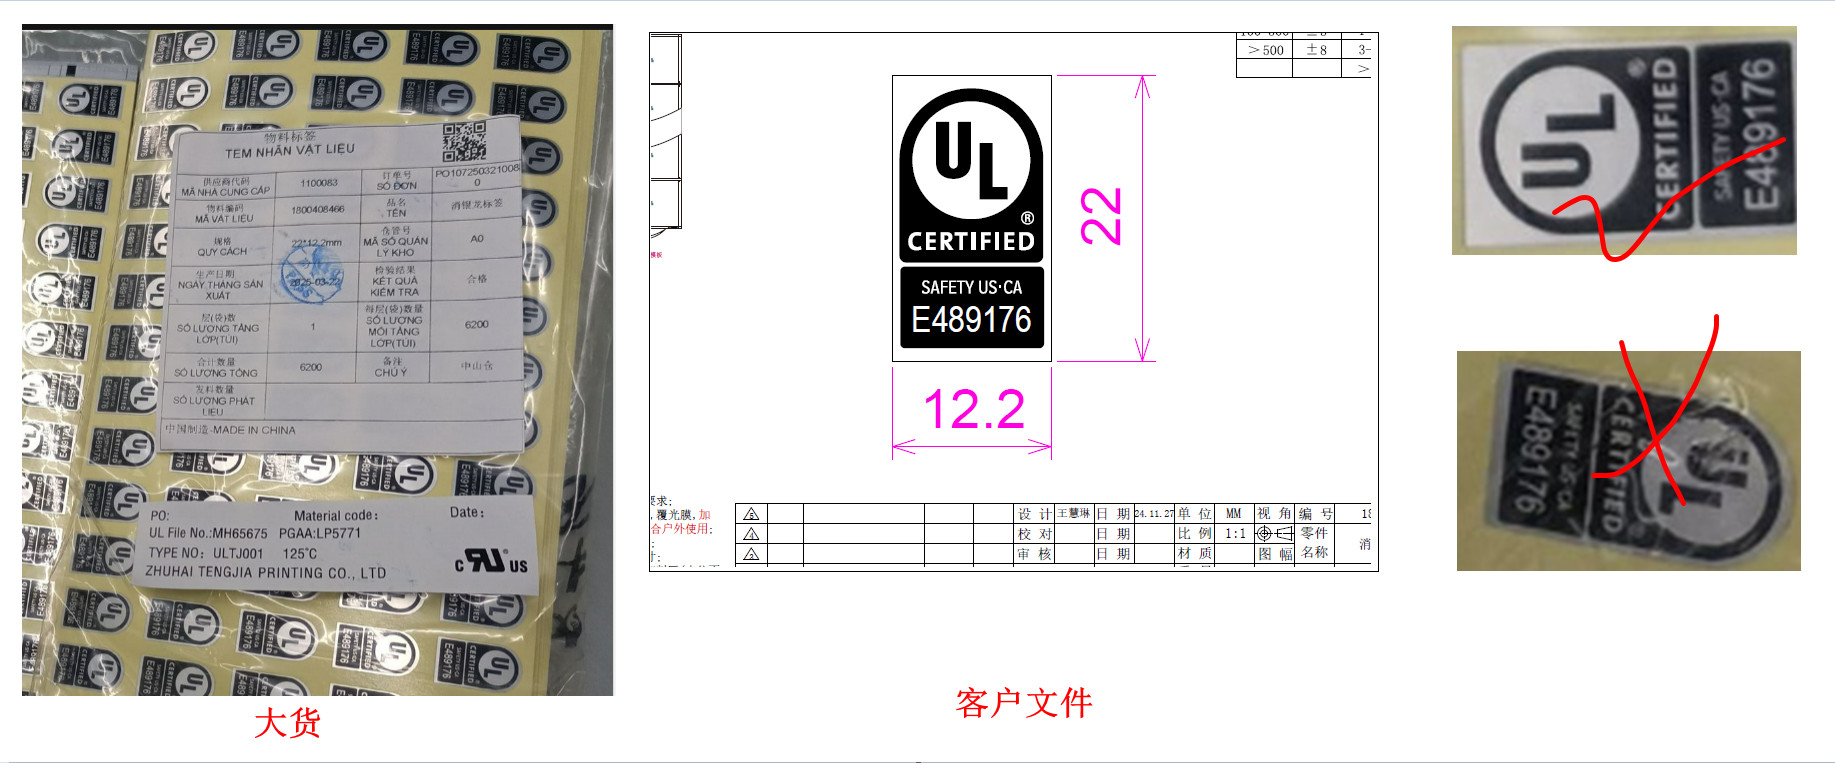 物料标签
TEM NHÃN VẬT LIỆU
供应商代码
MÃ NHÀ CUNG CẤP
1100083
订单号
SỐ ĐƠN
PO107250321008
0
物料编码
MÃ VẬT LIỆU
1800408466
品名
TÊN
消银龙标签
规格
QUY CÁCH
22*12.2mm
仓管号
MÃ SỐ QUẢN
LÝ KHO
A0
生产日期
NGÀY THÁNG SẢN
XUẤT
2025-03-22
检验结果
KẾT QUẢ
KIỂM TRA
合格
层(袋)数
SỐ LƯỢNG TẦNG
LỚP(TÚI)
1
每层(袋)数量
SỐ LƯỢNG
MỖI TẦNG
LỚP(TÚI)
6200
合计数量
SỐ LƯỢNG TỔNG
6200
备注
CHÚ Ý
中山仓
发料数量
SỐ LƯỢNG PHÁT
LIỆU
中国制造-MADE IN CHINA
PO:
Material code:
Date:
UL File No.:MH65675 PGAA:LP5771
TYPE NO: ULTJ001 125℃
ZHUHAI TENGJIA PRINTING CO., LTD
c RU ® US
大货
>500 ±8 3-
>
UL
®
CERTIFIED
SAFETY US·CA
E489176
22
12.2
要求:
,覆光膜,加
合户外使用;
设计 王慧琳 日期 24.11.27 单位 MM 视角 编号 18
校对 日期 比例 1:1 零件
审核 日期 材质 图幅 名称 消
5
4
3
客户文件
UL
®
CERTIFIED
SAFETY US·CA
E489176
UL
CERTIFIED
SAFETY US·CA
E489176